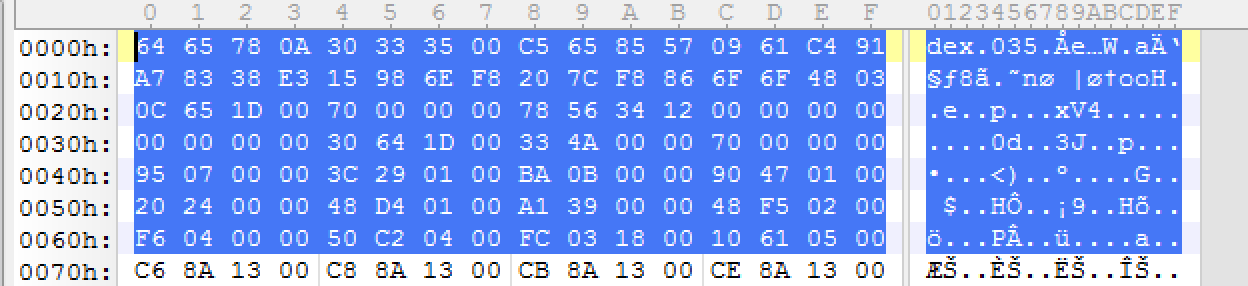 0 1 2 3 4 5 6 7 8 9 A B C D E F 0123456789ABCDEF
0000h: 64 65 78 0A 30 33 35 00 C5 65 85 57 09 61 C4 91 dex.035.Åe…W.aÄ‘
0010h: A7 83 38 E3 15 98 6E F8 20 7C F8 86 6F 6F 48 03 §ƒ8ã.˜nø |ø†ooH.
0020h: 0C 65 1D 00 70 00 00 00 78 56 34 12 00 00 00 00 .e..p...xV4.....
0030h: 00 00 00 00 30 64 1D 00 33 4A 00 00 70 00 00 00 ....0d..3J..p...
0040h: 95 07 00 00 3C 29 01 00 BA 0B 00 00 90 47 01 00 •...<)..º....G..
0050h: 20 24 00 00 48 D4 01 00 A1 39 00 00 48 F5 02 00  $..HÔ..¡9..Hõ..
0060h: F6 04 00 00 50 C2 04 00 FC 03 18 00 10 61 05 00 ö...PÂ..ü....a..
0070h: C6 8A 13 00 C8 8A 13 00 CB 8A 13 00 CE 8A 13 00 ÆŠ..ÈŠ..ËŠ..ÎŠ..